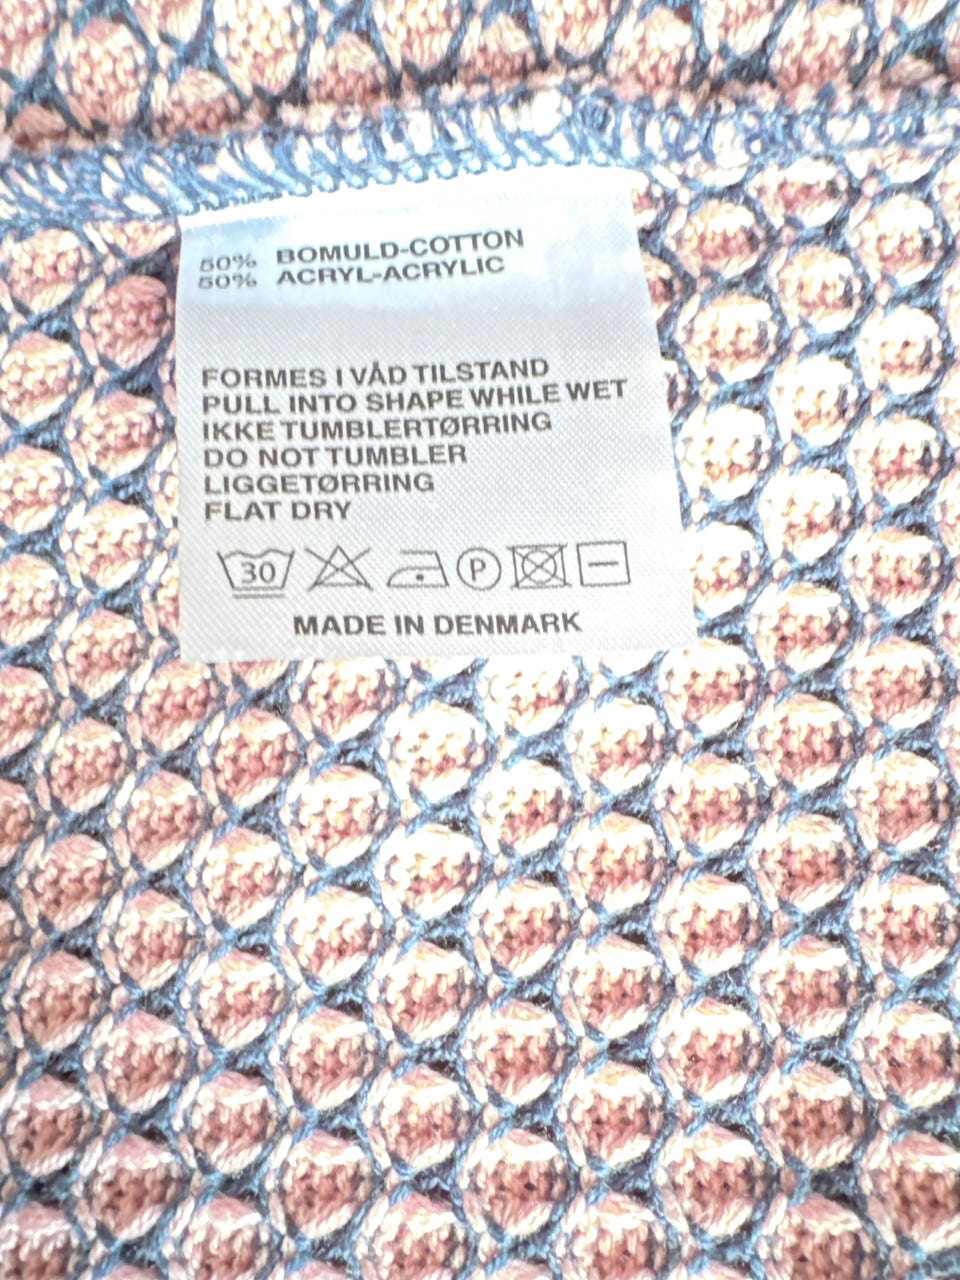 50% BOMULD-COTTON
50% ACRYL-ACRYLIC
FORMES I VÅD TILSTAND
PULL INTO SHAPE WHILE WET
IKKE TUMBLERTØRRING
DO NOT TUMBLER
LIGGETØRRING
FLAT DRY
30 P
MADE IN DENMARK